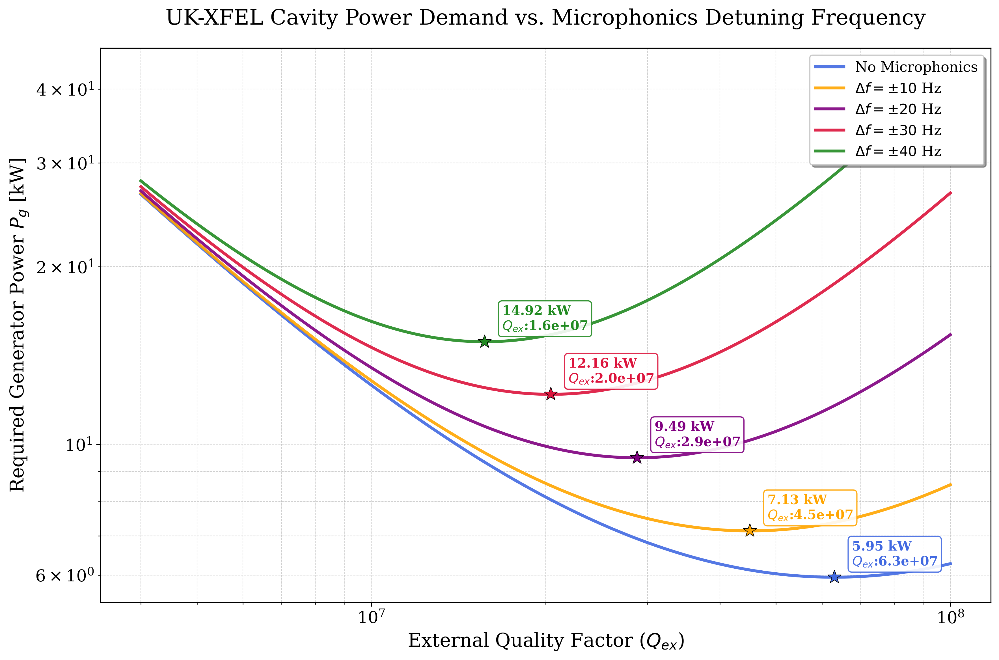 UK-XFEL Cavity Power Demand vs. Microphonics Detuning Frequency
No Microphonics
Δf = ±10 Hz
Δf = ±20 Hz
Δf = ±30 Hz
Δf = ±40 Hz
4 × 10¹
3 × 10¹
2 × 10¹
10¹
6 × 10⁰
Required Generator Power P_g [kW]
14.92 kW
Q_ex:1.6e+07
12.16 kW
Q_ex:2.0e+07
9.49 kW
Q_ex:2.9e+07
7.13 kW
Q_ex:4.5e+07
5.95 kW
Q_ex:6.3e+07
10⁷
10⁸
External Quality Factor (Q_ex)